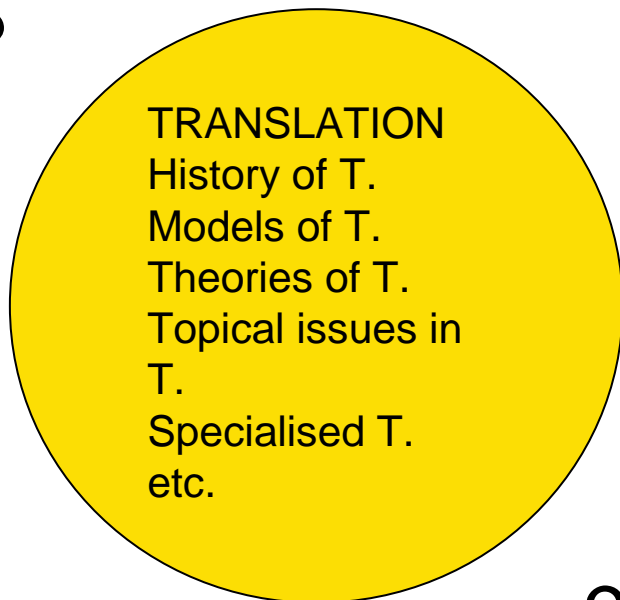 TRANSLATION
History of T.
Models of T.
Theories of T.
Topical issues in
T.
Specialised T.
etc.